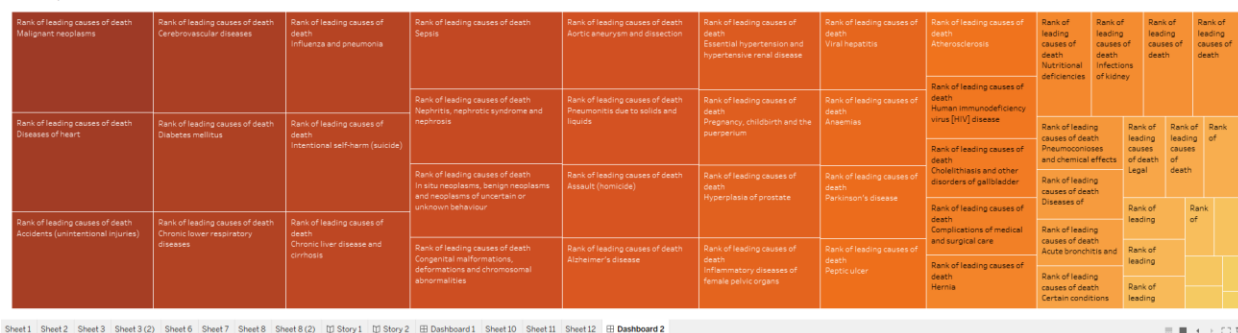 Rank of leading causes of death
Malignant neoplasms
Rank of leading causes of death
Diseases of heart
Rank of leading causes of death
Accidents (unintentional injuries)
Rank of leading causes of death
Cerebrovascular diseases
Rank of leading causes of death
Diabetes mellitus
Rank of leading causes of death
Chronic lower respiratory
diseases
Rank of leading causes of
death
Influenza and pneumonia
Rank of leading causes of
death
Intentional self-harm (suicide)
Rank of leading causes of
death
Chronic liver disease and
cirrhosis
Rank of leading causes of death
Sepsis
Rank of leading causes of death
Nephritis, nephrotic syndrome and
nephrosis
Rank of leading causes of death
In situ neoplasms, benign neoplasms
and neoplasms of uncertain or
unknown behaviour
Rank of leading causes of death
Congenital malformations,
deformations and chromosomal
abnormalities
Rank of leading causes of death
Aortic aneurysm and dissection
Rank of leading causes of death
Pneumonitis due to solids and
liquids
Rank of leading causes of death
Assault (homicide)
Rank of leading causes of death
Alzheimer's disease
Rank of leading causes of
death
Essential hypertension and
hypertensive renal disease
Rank of leading causes of
death
Pregnancy, childbirth and the
puerperium
Rank of leading causes of
death
Hyperplasia of prostate
Rank of leading causes of
death
Inflammatory diseases of
female pelvic organs
Rank of leading causes of
death
Viral hepatitis
Rank of leading causes of
death
Anaemias
Rank of leading causes of
death
Parkinson's disease
Rank of leading causes of
death
Peptic ulcer
Rank of leading causes of
death
Atherosclerosis
Rank of leading causes of
death
Human immunodeficiency
virus [HIV] disease
Rank of leading causes of
death
Cholelithiasis and other
disorders of gallbladder
Rank of leading causes of
death
Complications of medical
and surgical care
Rank of leading causes of
death
Hernia
Rank of
leading
causes of
death
Nutritional
deficiencies
Rank of
leading
causes of
death
Infections
of kidney
Rank of
leading
causes of
death
Rank of
leading
causes of
death
Rank of leading
causes of death
Pneumoconioses
and chemical effects
Rank of leading
causes of death
Diseases of
Rank of leading
causes of death
Acute bronchitis and
Rank of leading
causes of death
Certain conditions
Rank of
leading
causes
of death
Legal
Rank of
leading
causes
of
death
Rank
of
Rank of
leading
Rank of
leading
Rank of
leading
Rank
of
Sheet 1 Sheet 2 Sheet 3 Sheet 3 (2) Sheet 6 Sheet 7 Sheet 8 Sheet 8 (2) Story 1 Story 2 Dashboard 1 Sheet 10 Sheet 11 Sheet 12 Dashboard 2